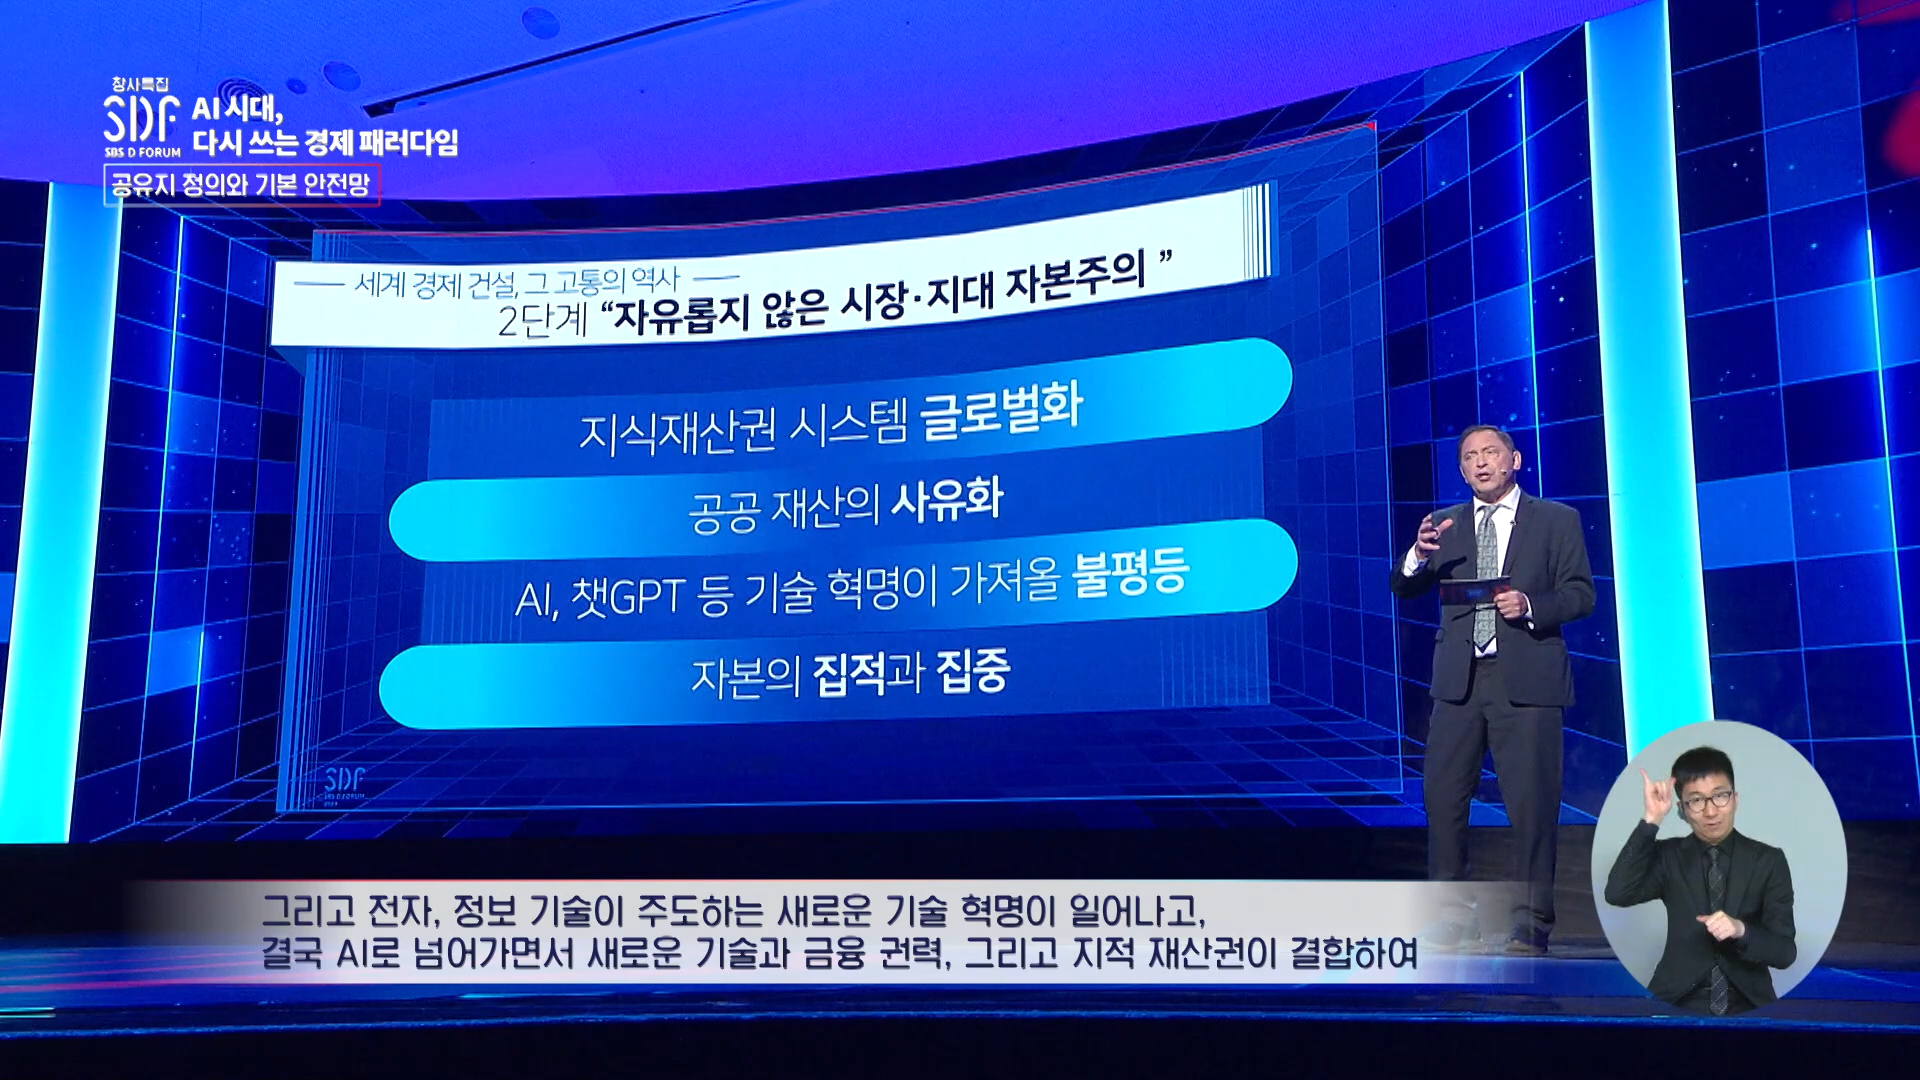 창사특집
SDF
SBS D FORUM
AI 시대,
다시 쓰는 경제 패러다임
공유지 정의와 기본 안전망
세계 경제 건설, 그 고통의 역사
2단계 “자유롭지 않은 시장·지대 자본주의 ”
지식재산권 시스템 글로벌화
공공 재산의 사유화
AI, 챗GPT 등 기술 혁명이 가져올 불평등
자본의 집적과 집중
SDF
SBS D FORUM
그리고 전자, 정보 기술이 주도하는 새로운 기술 혁명이 일어나고,
결국 AI로 넘어가면서 새로운 기술과 금융 권력, 그리고 지적 재산권이 결합하여